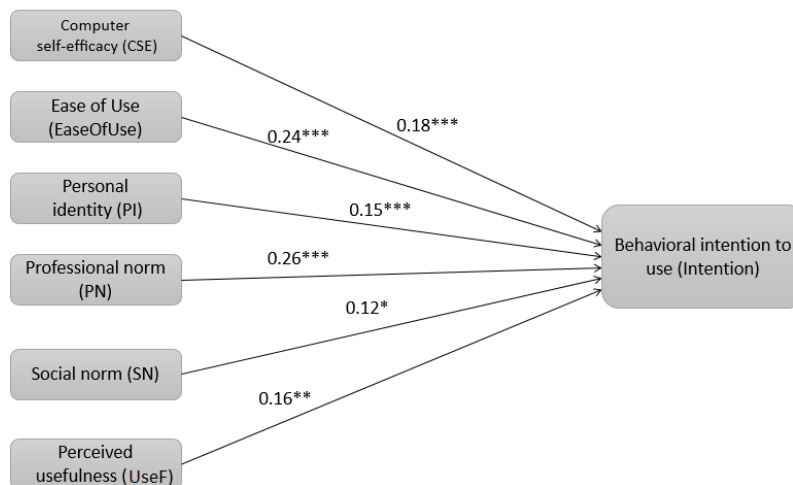 Computer
self-efficacy (CSE)
0.18***
Ease of Use
(EaseOfUse)
0.24***
Personal
identity (PI)
0.15***
Behavioral intention to
use (Intention)
Professional norm
(PN)
0.26***
0.12*
Social norm (SN)
0.16**
Perceived
usefulness (UseF)